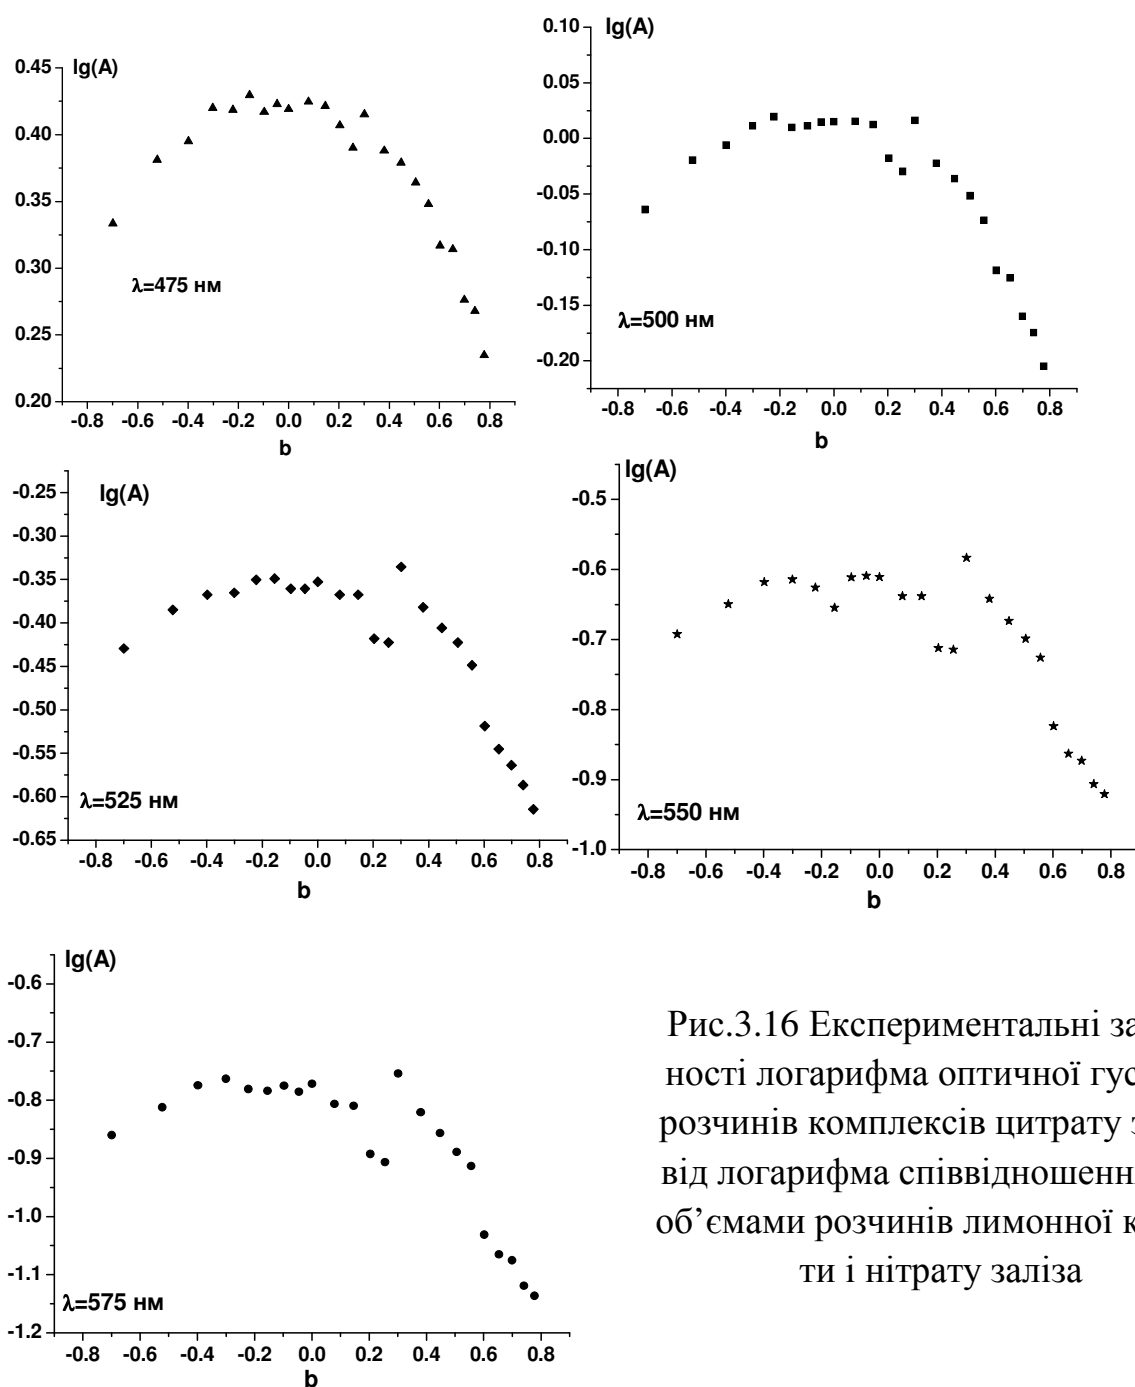 lg(A)
0.45
0.40
0.35
0.30
0.25
0.20
λ=475 нм
-0.8 -0.6 -0.4 -0.2 0.0 0.2 0.4 0.6 0.8
b
lg(A)
0.10
0.05
0.00
-0.05
-0.10
-0.15
-0.20
λ=500 нм
-0.8 -0.6 -0.4 -0.2 0.0 0.2 0.4 0.6 0.8
b
lg(A)
-0.25
-0.30
-0.35
-0.40
-0.45
-0.50
-0.55
-0.60
-0.65
λ=525 нм
-0.8 -0.6 -0.4 -0.2 0.0 0.2 0.4 0.6 0.8
b
lg(A)
-0.5
-0.6
-0.7
-0.8
-0.9
-1.0
λ=550 нм
-0.8 -0.6 -0.4 -0.2 0.0 0.2 0.4 0.6 0.8
b
lg(A)
-0.6
-0.7
-0.8
-0.9
-1.0
-1.1
-1.2
λ=575 нм
-0.8 -0.6 -0.4 -0.2 0.0 0.2 0.4 0.6 0.8
b
Рис.3.16 Експериментальні за
ності логарифма оптичної гус
розчинів комплексів цитрату
від логарифма співвідношенн
об’ємами розчинів лимонної к
ти і нітрату заліза